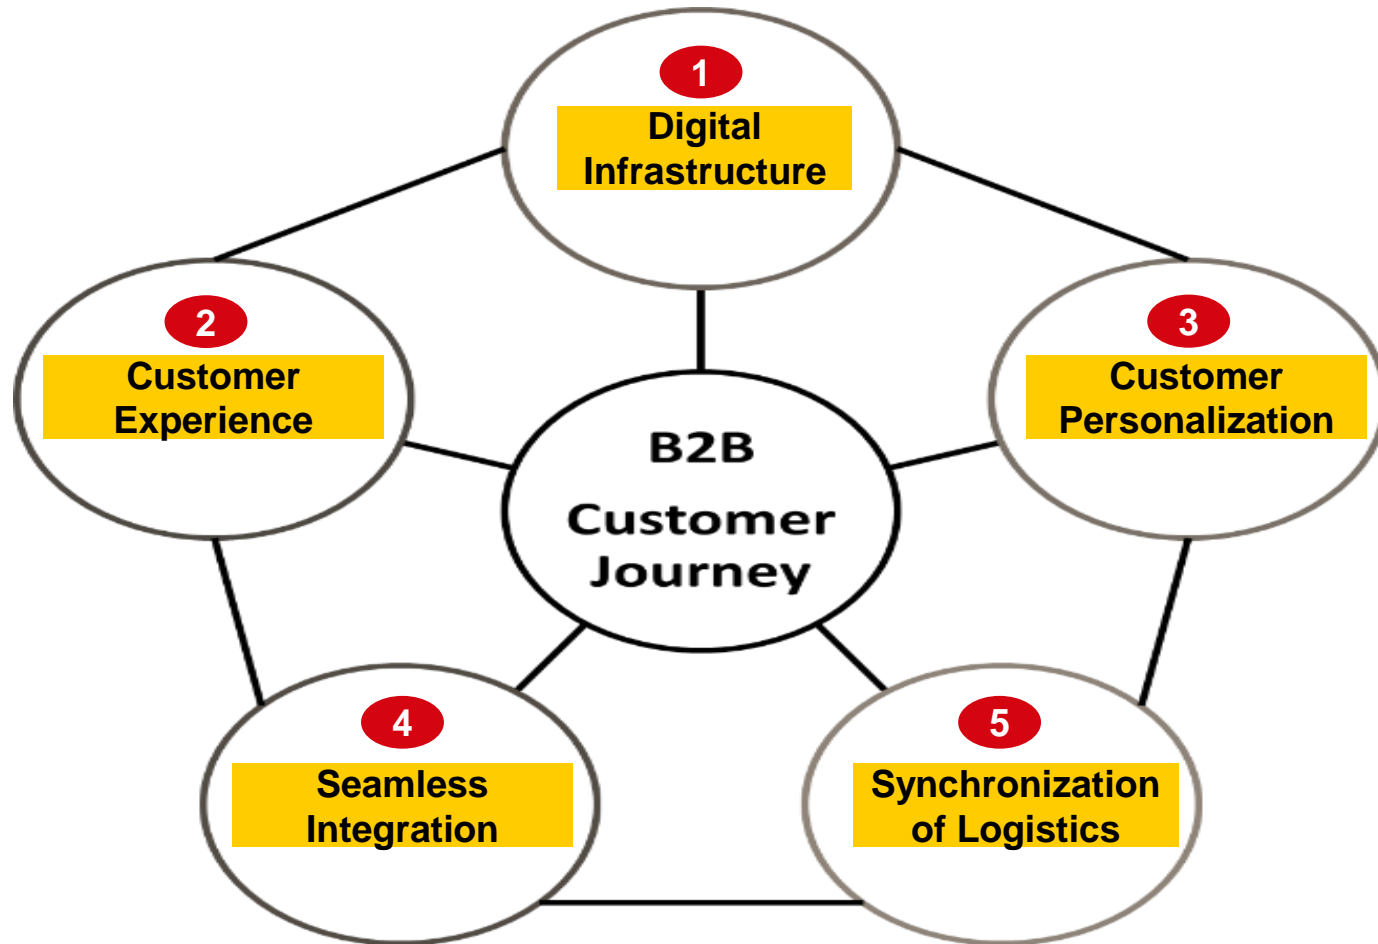 1
Digital
Infrastructure
2
Customer
Experience
3
Customer
Personalization
B2B
Customer
Journey
4
Seamless
Integration
5
Synchronization
of Logistics